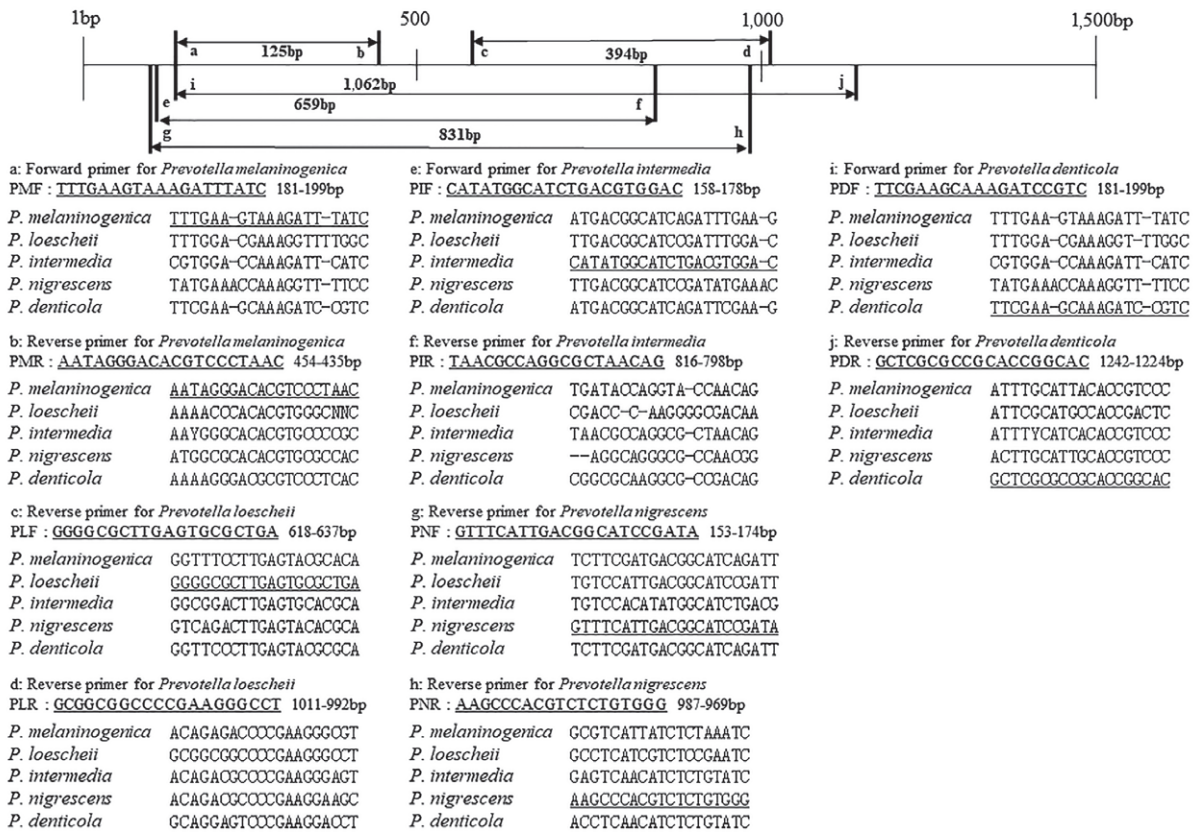 1bp 500 1,000 1,500bp
a 125bp b c 394bp d
i 1,062bp j
e 659bp f
g 831bp h
a: Forward primer for Prevotella melaninogenica
PMF : TTTGAAGTAAAGATTTATC 181-199bp
P. melaninogenica TTTGAA-GTAAAGATT-TATC
P. loescheii TTTGGA-CGAAAGGTTTTGGC
P. intermedia CGTGGA-CCAAAGATT-CATC
P. nigrescens TATGAAACCAAAGGTT-TTCC
P. denticola TTCGAA-GCAAAGATC-CGTC
b: Reverse primer for Prevotella melaninogenica
PMR : AATAGGGACACGTCCCTAAC 454-435bp
P. melaninogenica AATAGGGACACGTCCCTAAC
P. loescheii AAAACCCACACGTGGGCNNC
P. intermedia AAYGGGCACACGTGCCCCGC
P. nigrescens ATGGCGCACACGTGCGCCAC
P. denticola AAAAGGGACGCGTCCCTCAC
c: Reverse primer for Prevotella loescheii
PLF : GGGGCGCTTGAGTGCGCTGA 618-637bp
P. melaninogenica GGTTTCCTTGAGTACGCACA
P. loescheii GGGGCGCTTGAGTGCGCTGA
P. intermedia GGCGGACTTGAGTGCACGCA
P. nigrescens GTCAGACTTGAGTACACGCA
P. denticola GGTTCCCTTGAGTACGCGCA
d: Reverse primer for Prevotella loescheii
PLR : GCGGCGGCCCCGAAGGGCCT 1011-992bp
P. melaninogenica ACAGAGACCCCGAAGGGCGT
P. loescheii GCGGCGGCCCCGAAGGGCCT
P. intermedia ACAGACGCCCCGAAGGGAGT
P. nigrescens ACAGACGCCCCGAAGGAAGC
P. denticola GCAGGAGTCCCGAAGGACCT
e: Forward primer for Prevotella intermedia
PIF : CATATGGCATCTGACGTGGAC 158-178bp
P. melaninogenica ATGACGGCATCAGATTTGAA-G
P. loescheii TTGACGGCATCCGATTTGGA-C
P. intermedia CATATGGCATCTGACGTGGA-C
P. nigrescens TTGACGGCATCCGATATGAAAC
P. denticola ATGACGGCATCAGATTCGAA-G
f: Reverse primer for Prevotella intermedia
PIR : TAACGCCAGGCGCTAACAG 816-798bp
P. melaninogenica TGATACCAGGTA-CCAACAG
P. loescheii CGACC-C-AAGGGGCGACAA
P. intermedia TAACGCCAGGCG-CTAACAG
P. nigrescens --AGGCAGGGCG-CCAACGG
P. denticola CGGCGCAAGGCG-CCGACAG
g: Reverse primer for Prevotella nigrescens
PNF : GTTTCATTGACGGCATCCGATA 153-174bp
P. melaninogenica TCTTCGATGACGGCATCAGATT
P. loescheii TGTCCATTGACGGCATCCGATT
P. intermedia TGTCCACATATGGCATCTGACG
P. nigrescens GTTTCATTGACGGCATCCGATA
P. denticola TCTTCGATGACGGCATCAGATT
h: Reverse primer for Prevotella nigrescens
PNR : AAGCCCACGTCTCTGTGGG 987-969bp
P. melaninogenica GCGTCATTATCTCTAAATC
P. loescheii GCCTCATCGTCTCCGAATC
P. intermedia GAGTCAACATCTCTGTATC
P. nigrescens AAGCCCACGTCTCTGTGGG
P. denticola ACCTCAACATCTCTGTATC
i: Forward primer for Prevotella denticola
PDF : TTCGAAGCAAAGATCCGTC 181-199bp
P. melaninogenica TTTGAA-GTAAAGATT-TATC
P. loescheii TTTGGA-CGAAAGGT-TTGGC
P. intermedia CGTGGA-CCAAAGATT-CATC
P. nigrescens TATGAAACCAAAGGTT-TTCC
P. denticola TTCGAA-GCAAAGATC-CGTC
j: Reverse primer for Prevotella denticola
PDR : GCTCGCGCCGCACCGGCAC 1242-1224bp
P. melaninogenica ATTTGCATTACACCGTCCC
P. loescheii ATTCGCATGCCACCGACTC
P. intermedia ATTTYCATCACACCGTCCC
P. nigrescens ACTTGCATTGCACCGTCCC
P. denticola GCTCGCGCCGCACCGGCAC